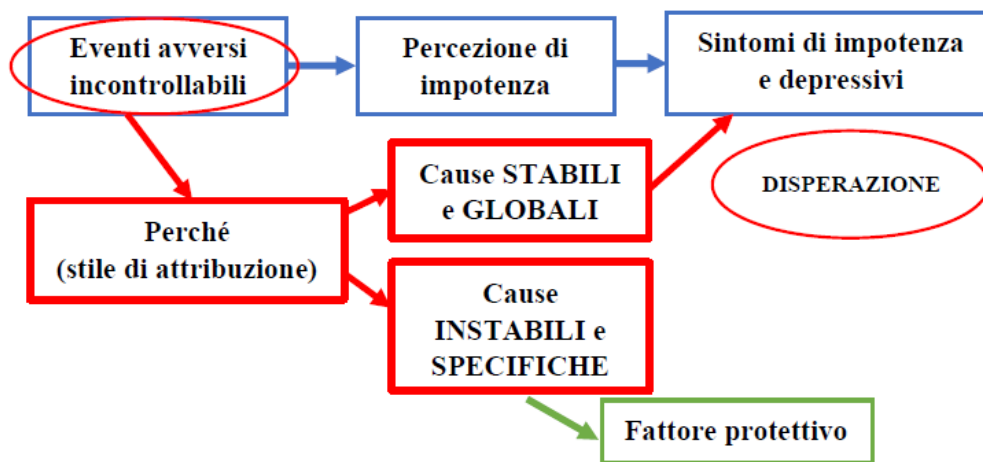 Eventi avversi
incontrollabili
Percezione di
impotenza
Sintomi di impotenza
e depressivi
Cause STABILI
e GLOBALI
DISPERAZIONE
Perché
(stile di attribuzione)
Cause
INSTABILI e
SPECIFICHE
Fattore protettivo